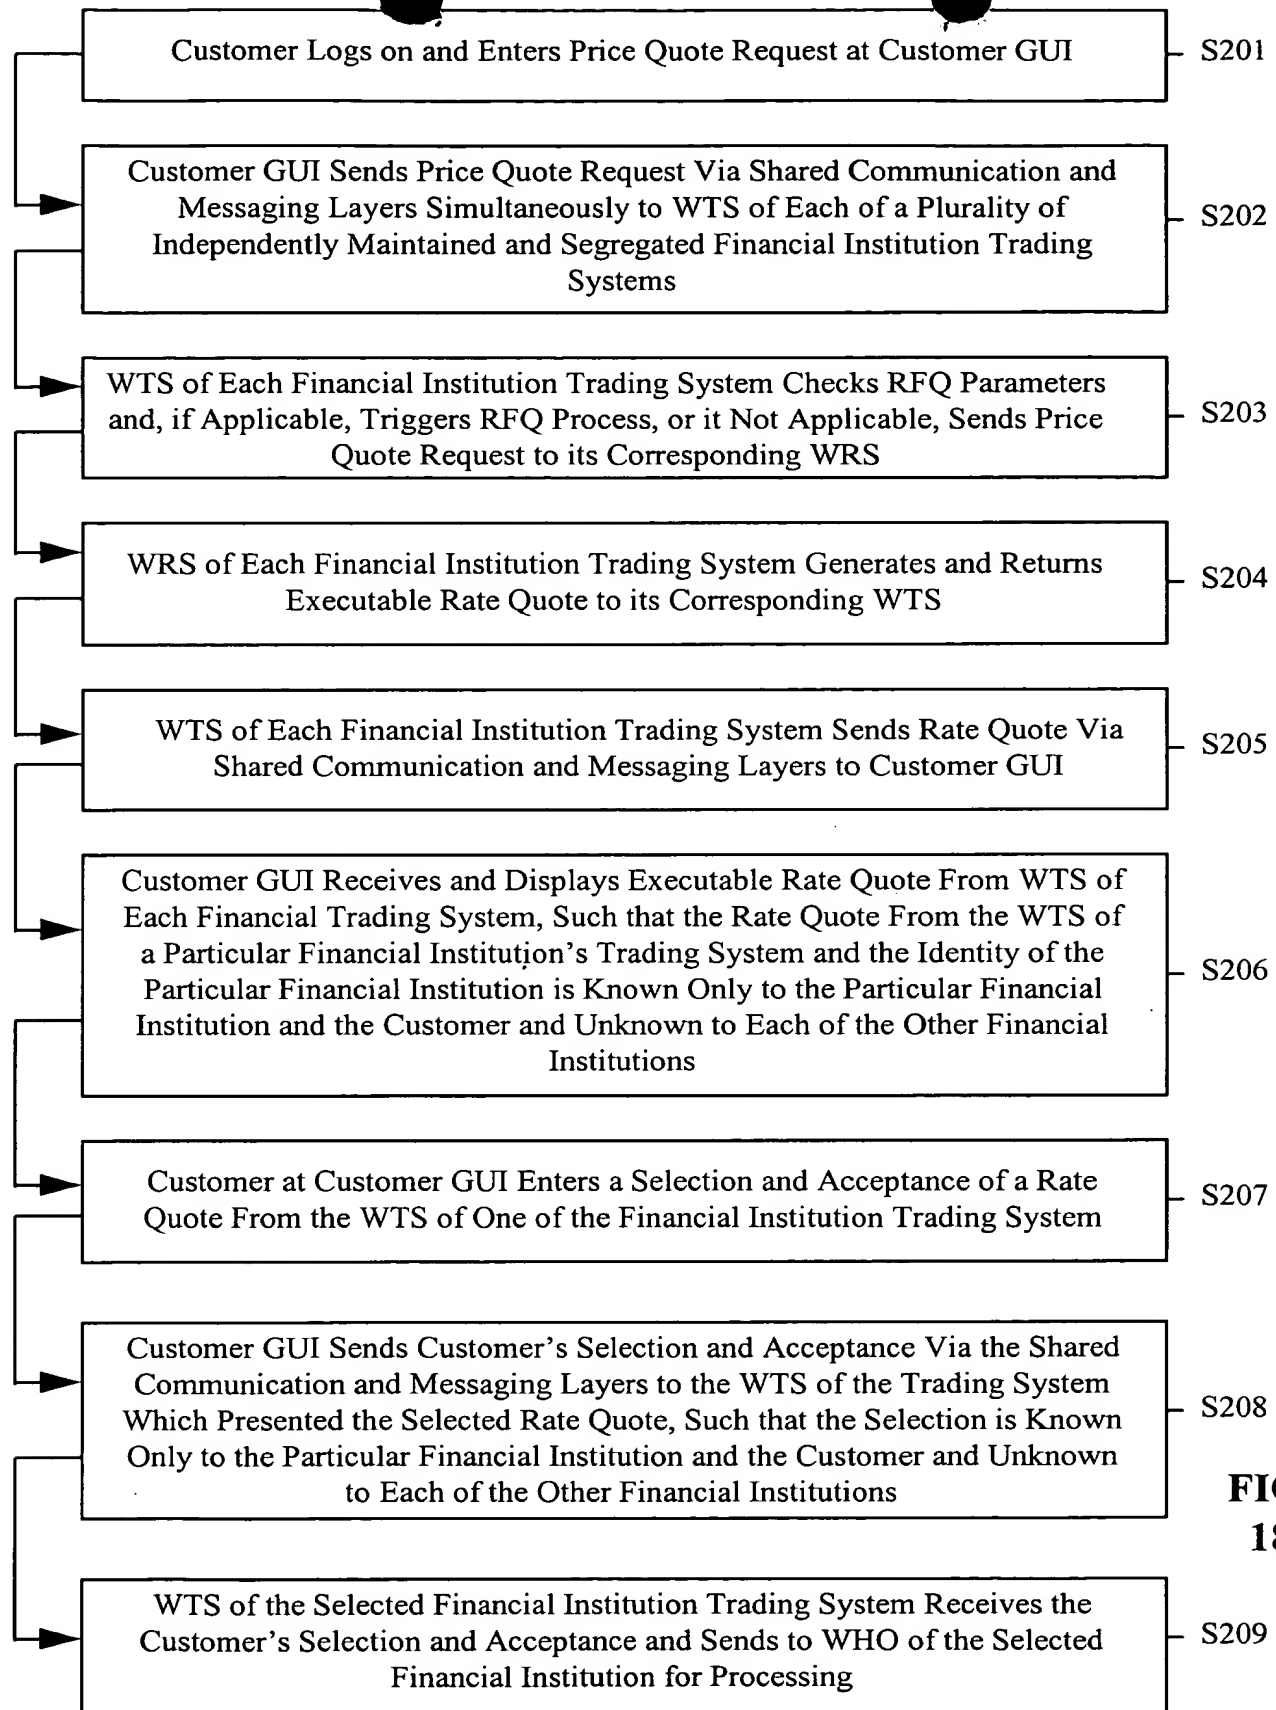 Customer Logs on and Enters Price Quote Request at Customer GUI
S201
Customer GUI Sends Price Quote Request Via Shared Communication and
Messaging Layers Simultaneously to WTS of Each of a Plurality of
Independently Maintained and Segregated Financial Institution Trading
Systems
S202
WTS of Each Financial Institution Trading System Checks RFQ Parameters
and, if Applicable, Triggers RFQ Process, or it Not Applicable, Sends Price
Quote Request to its Corresponding WRS
S203
WRS of Each Financial Institution Trading System Generates and Returns
Executable Rate Quote to its Corresponding WTS
S204
WTS of Each Financial Institution Trading System Sends Rate Quote Via
Shared Communication and Messaging Layers to Customer GUI
S205
Customer GUI Receives and Displays Executable Rate Quote From WTS of
Each Financial Trading System, Such that the Rate Quote From the WTS of
a Particular Financial Institution's Trading System and the Identity of the
Particular Financial Institution is Known Only to the Particular Financial
Institution and the Customer and Unknown to Each of the Other Financial
Institutions
S206
Customer at Customer GUI Enters a Selection and Acceptance of a Rate
Quote From the WTS of One of the Financial Institution Trading System
S207
Customer GUI Sends Customer's Selection and Acceptance Via the Shared
Communication and Messaging Layers to the WTS of the Trading System
Which Presented the Selected Rate Quote, Such that the Selection is Known
Only to the Particular Financial Institution and the Customer and Unknown
to Each of the Other Financial Institutions
S208
WTS of the Selected Financial Institution Trading System Receives the
Customer's Selection and Acceptance and Sends to WHO of the Selected
Financial Institution for Processing
S209